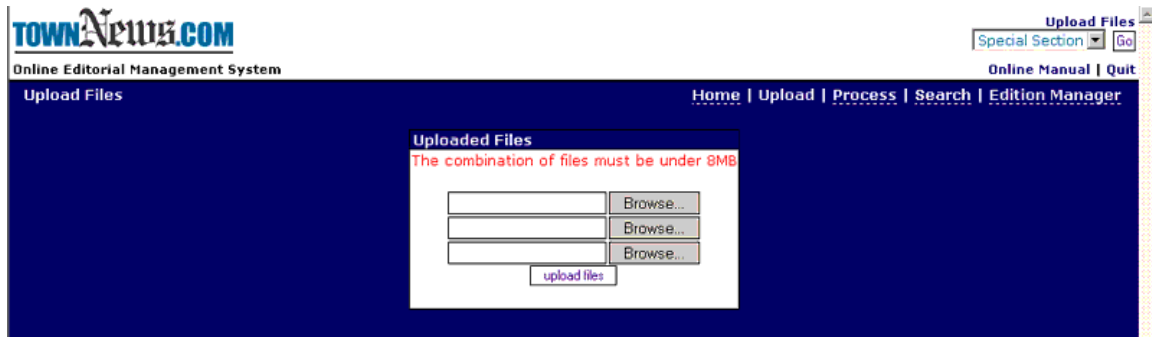 TOWNNews.COM
Upload Files
Special Section Go
Online Editorial Management System
Online Manual | Quit
Upload Files
Home | Upload | Process | Search | Edition Manager
Uploaded Files
The combination of files must be under 8MB
Browse...
Browse...
Browse...
upload files